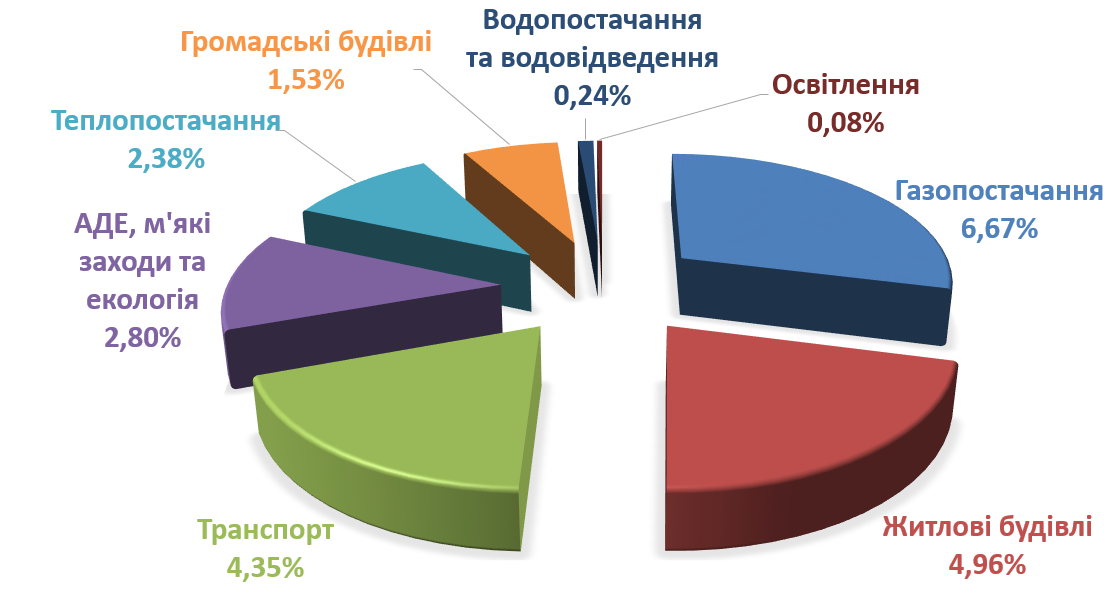 Водопостачання
та водовідведення
0,24%
Громадські будівлі
1,53%
Освітлення
0,08%
Теплопостачання
2,38%
Газопостачання
6,67%
АДЕ, м'які
заходи та
екологія
2,80%
Транспорт
4,35%
Житлові будівлі
4,96%